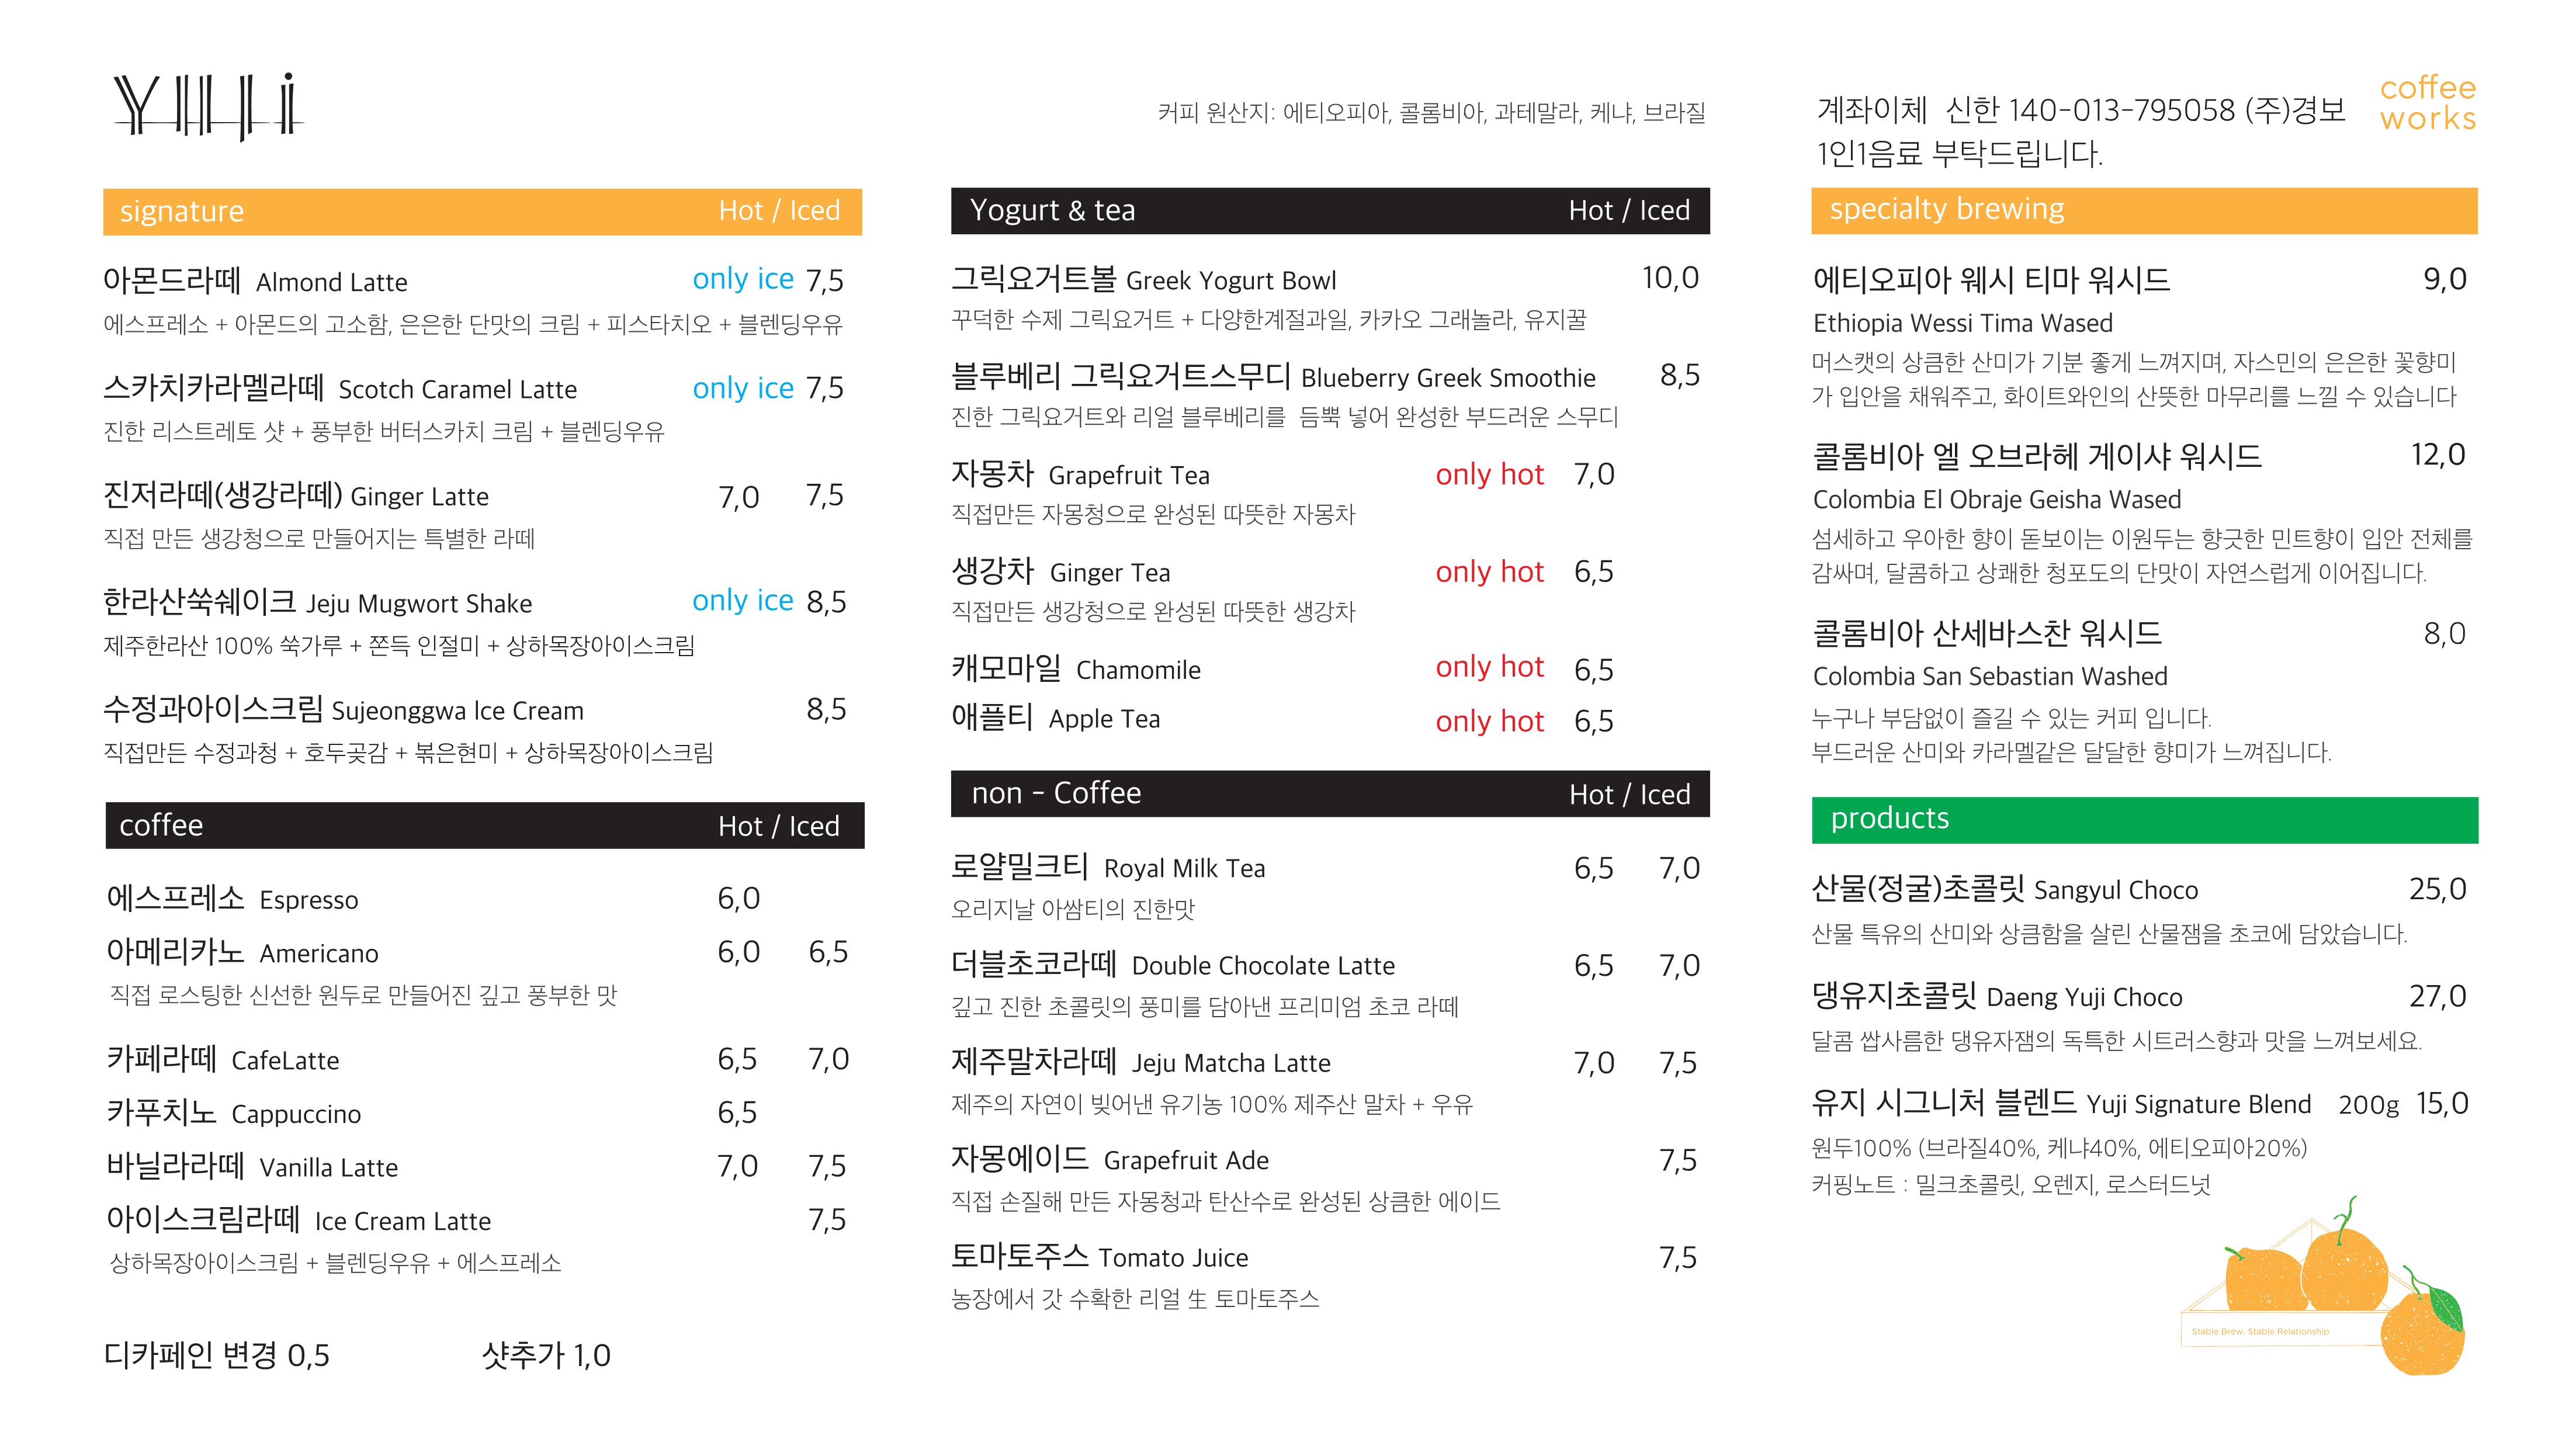 YUJi
커피 원산지: 에티오피아, 콜롬비아, 과테말라, 케냐, 브라질
계좌이체 신한 140-013-795058 (주)경보
1인1음료 부탁드립니다.
coffee
works
signature Hot / Iced
아몬드라떼 Almond Latte only ice 7,5
에스프레소 + 아몬드의 고소함, 은은한 단맛의 크림 + 피스타치오 + 블렌딩우유
스카치카라멜라떼 Scotch Caramel Latte only ice 7,5
진한 리스트레토 샷 + 풍부한 버터스카치 크림 + 블렌딩우유
진저라떼(생강라떼) Ginger Latte 7,0 7,5
직접 만든 생강청으로 만들어지는 특별한 라떼
한라산쑥쉐이크 Jeju Mugwort Shake only ice 8,5
제주한라산 100% 쑥가루 + 쫀득 인절미 + 상하목장아이스크림
수정과아이스크림 Sujeonggwa Ice Cream 8,5
직접만든 수정과청 + 호두곶감 + 볶은현미 + 상하목장아이스크림
coffee Hot / Iced
에스프레소 Espresso 6,0
아메리카노 Americano 6,0 6,5
직접 로스팅한 신선한 원두로 만들어진 깊고 풍부한 맛
카페라떼 CafeLatte 6,5 7,0
카푸치노 Cappuccino 6,5
바닐라라떼 Vanilla Latte 7,0 7,5
아이스크림라떼 Ice Cream Latte 7,5
상하목장아이스크림 + 블렌딩우유 + 에스프레소
디카페인 변경 0,5 샷추가 1,0
Yogurt & tea Hot / Iced
그릭요거트볼 Greek Yogurt Bowl 10,0
꾸덕한 수제 그릭요거트 + 다양한계절과일, 카카오 그래놀라, 유지꿀
블루베리 그릭요거트스무디 Blueberry Greek Smoothie 8,5
진한 그릭요거트와 리얼 블루베리를 듬뿍 넣어 완성한 부드러운 스무디
자몽차 Grapefruit Tea only hot 7,0
직접만든 자몽청으로 완성된 따뜻한 자몽차
생강차 Ginger Tea only hot 6,5
직접만든 생강청으로 완성된 따뜻한 생강차
캐모마일 Chamomile only hot 6,5
애플티 Apple Tea only hot 6,5
non - Coffee Hot / Iced
로얄밀크티 Royal Milk Tea 6,5 7,0
오리지날 아쌈티의 진한맛
더블초코라떼 Double Chocolate Latte 6,5 7,0
깊고 진한 초콜릿의 풍미를 담아낸 프리미엄 초코 라떼
제주말차라떼 Jeju Matcha Latte 7,0 7,5
제주의 자연이 빚어낸 유기농 100% 제주산 말차 + 우유
자몽에이드 Grapefruit Ade 7,5
직접 손질해 만든 자몽청과 탄산수로 완성된 상큼한 에이드
토마토주스 Tomato Juice 7,5
농장에서 갓 수확한 리얼 生 토마토주스
specialty brewing
에티오피아 웨시 티마 워시드 9,0
Ethiopia Wessi Tima Wased
머스캣의 상큼한 산미가 기분 좋게 느껴지며, 자스민의 은은한 꽃향미
가 입안을 채워주고, 화이트와인의 산뜻한 마무리를 느낄 수 있습니다
콜롬비아 엘 오브라헤 게이샤 워시드 12,0
Colombia El Obraje Geisha Wased
섬세하고 우아한 향이 돋보이는 이원두는 향긋한 민트향이 입안 전체를
감싸며, 달콤하고 상쾌한 청포도의 단맛이 자연스럽게 이어집니다.
콜롬비아 산세바스찬 워시드 8,0
Colombia San Sebastian Washed
누구나 부담없이 즐길 수 있는 커피 입니다.
부드러운 산미와 카라멜같은 달달한 향미가 느껴집니다.
products
산물(정귤)초콜릿 Sangyul Choco 25,0
산물 특유의 산미와 상큼함을 살린 산물잼을 초코에 담았습니다.
댕유지초콜릿 Daeng Yuji Choco 27,0
달콤 쌉사름한 댕유자잼의 독특한 시트러스향과 맛을 느껴보세요.
유지 시그니처 블렌드 Yuji Signature Blend 200g 15,0
원두100% (브라질40%, 케냐40%, 에티오피아20%)
커핑노트 : 밀크초콜릿, 오렌지, 로스터드넛
Stable Brew, Stable Relationship